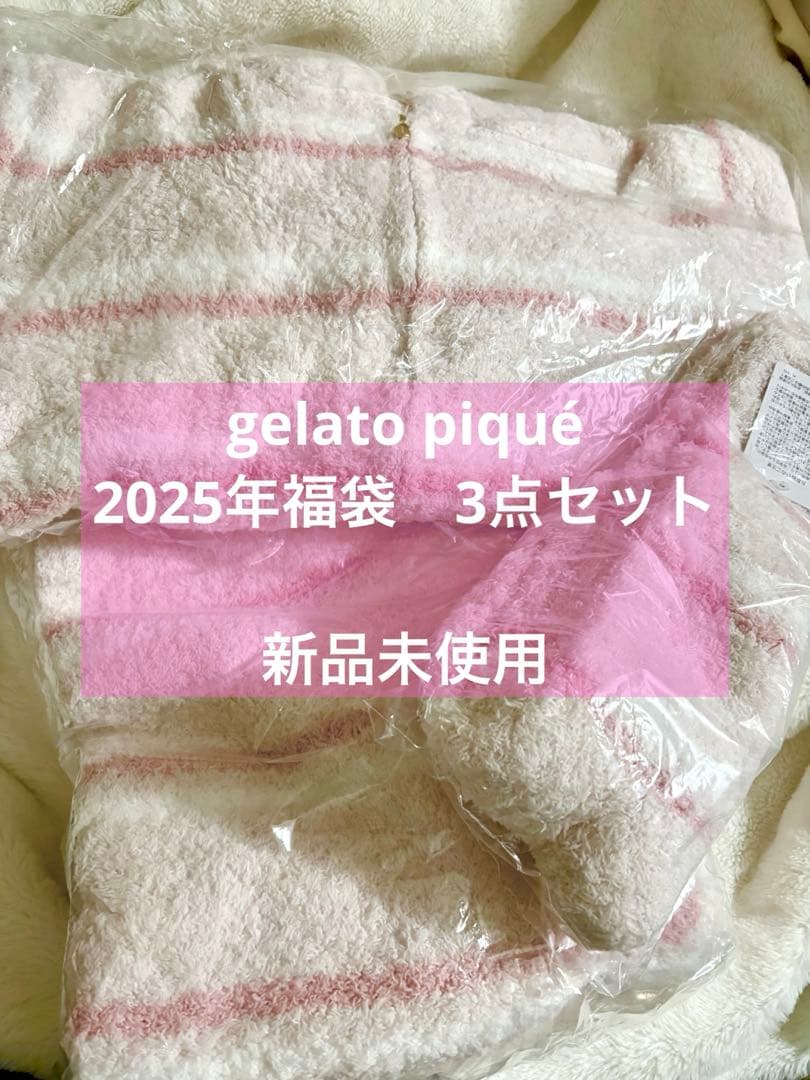 gelato piqué
2025年福袋　3点セット
新品未使用